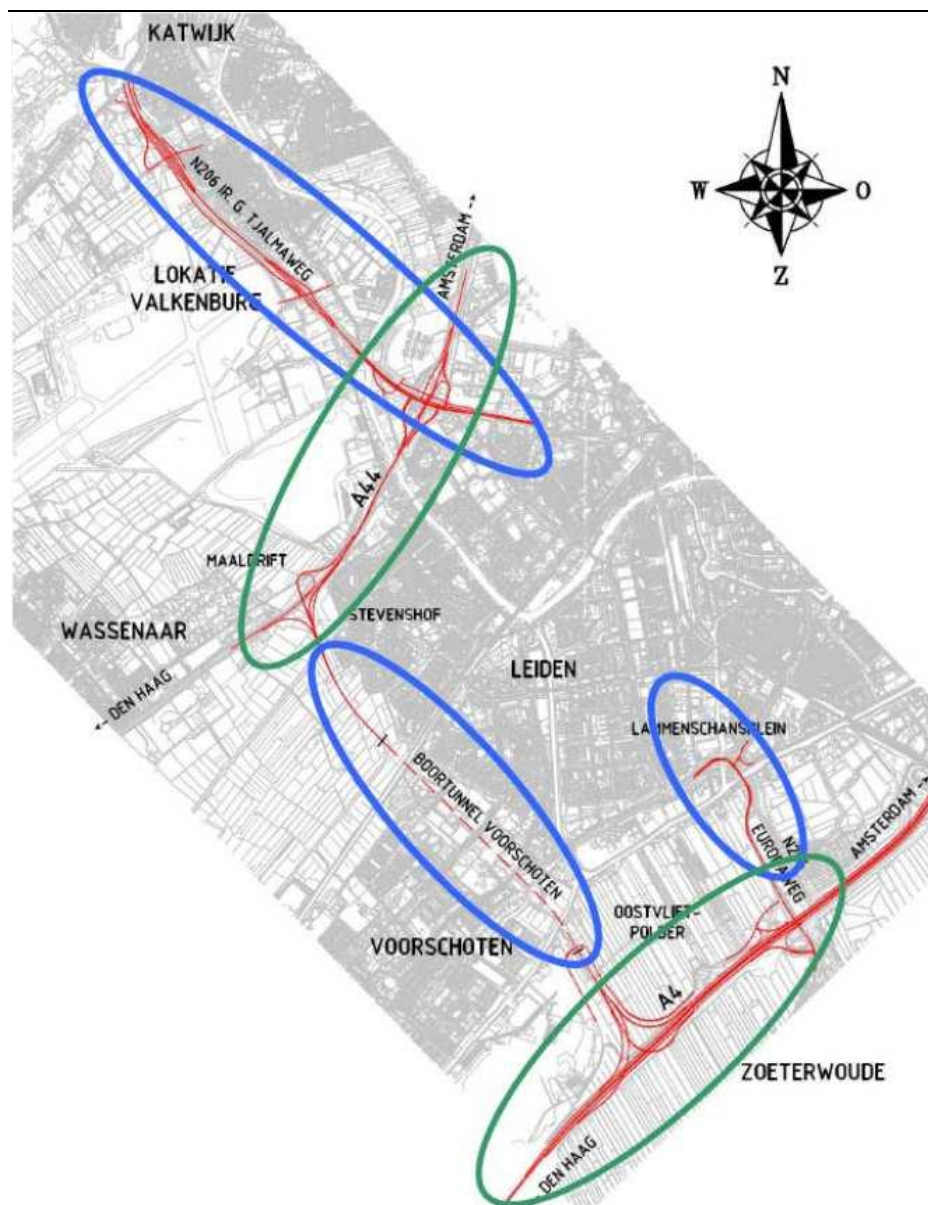 KATWIJK
N
W
O
Z
N206 IR. G. TJALMAWEG
AMSTERDAM
LOKATIE
VALKENBURG
A44
MAALDRIFT
STEVENSHOF
WASSENAAR
DEN HAAG
LEIDEN
LAMMENSCHANSPLEIN
BOORTUNNEL VOORSCHOTEN
EUROPAWEG
AMSTERDAM
OOSTVLIET-
POLDER
VOORSCHOTEN
A4
ZOETERWOUDE
DEN HAAG